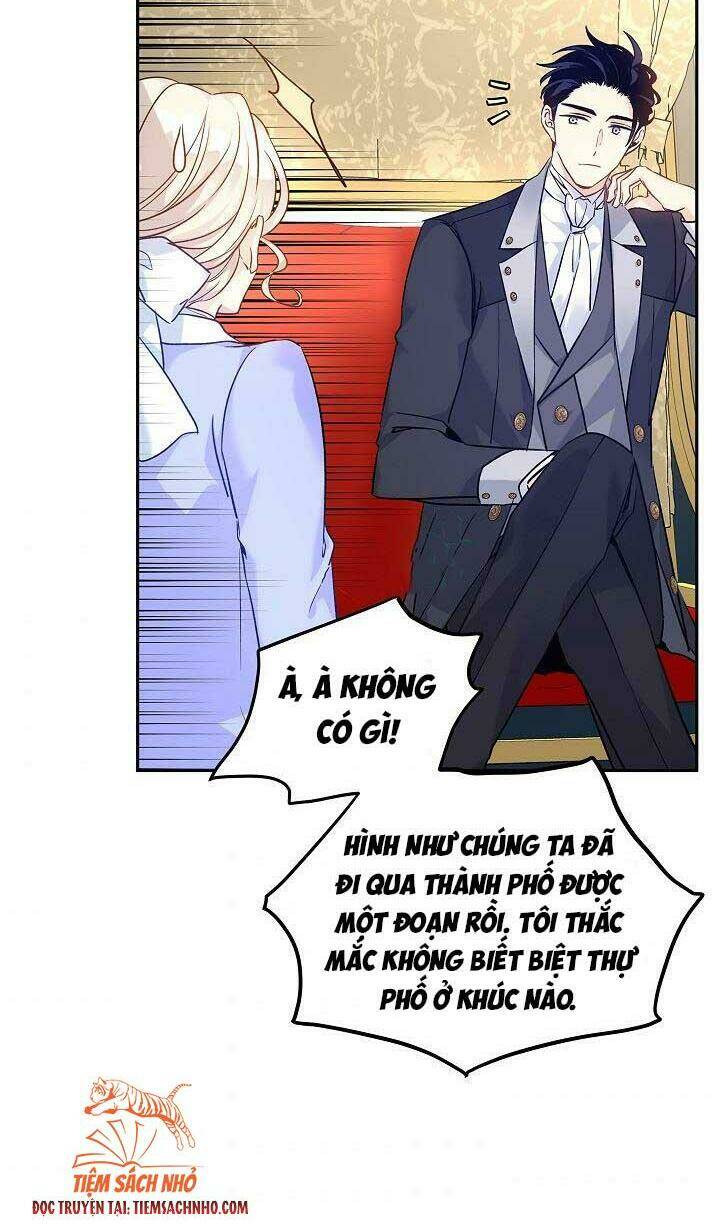 À, À KHÔNG
CÓ GÌ!
HÌNH NHƯ CHÚNG TA ĐÃ
ĐI QUA THÀNH PHỐ ĐƯỢC
MỘT ĐOẠN RỒI. TÔI THẮC
MẮC KHÔNG BIẾT BIỆT THỰ
PHỐ Ở KHÚC NÀO.
TIỆM SÁCH NHỎ
ĐỌC TRUYỆN TẠI: TIEMSACHNHO.COM